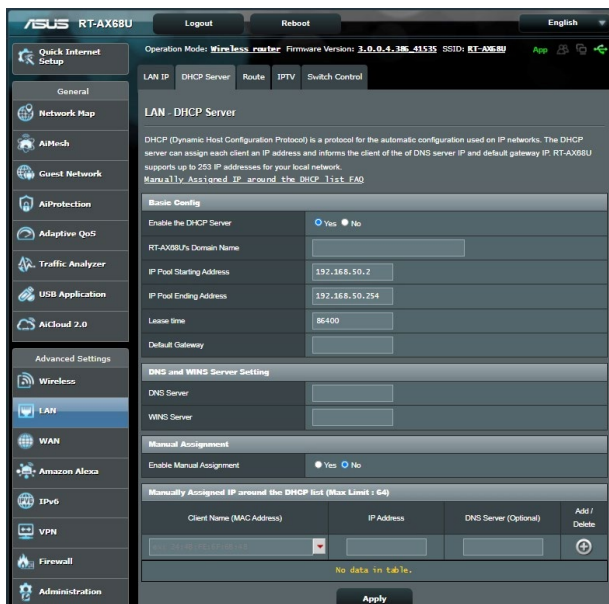 ASUS RT-AX68U
Logout
Reboot
English
Quick Internet Setup
Operation Mode: Wireless router Firmware Version: 3.0.0.4.386_41535 SSID: RT-AX68U
App
LAN IP
DHCP Server
Route
IPTV
Switch Control
General
Network Map
AiMesh
Guest Network
AiProtection
Adaptive QoS
Traffic Analyzer
USB Application
AiCloud 2.0
Advanced Settings
Wireless
LAN
WAN
Amazon Alexa
IPv6
VPN
Firewall
Administration
LAN - DHCP Server
DHCP (Dynamic Host Configuration Protocol) is a protocol for the automatic configuration used on IP networks. The DHCP
server can assign each client an IP address and informs the client of the of DNS server IP and default gateway IP. RT-AX68U
supports up to 253 IP addresses for your local network.
Manually Assigned IP around the DHCP list FAQ
Basic Config
Enable the DHCP Server
Yes No
RT-AX68U's Domain Name
IP Pool Starting Address
192.168.50.2
IP Pool Ending Address
192.168.50.254
Lease time
86400
Default Gateway
DNS and WINS Server Setting
DNS Server
WINS Server
Manual Assignment
Enable Manual Assignment
Yes No
Manually Assigned IP around the DHCP list (Max Limit : 64)
Client Name (MAC Address)
IP Address
DNS Server (Optional)
Add / Delete
No data in table.
Apply